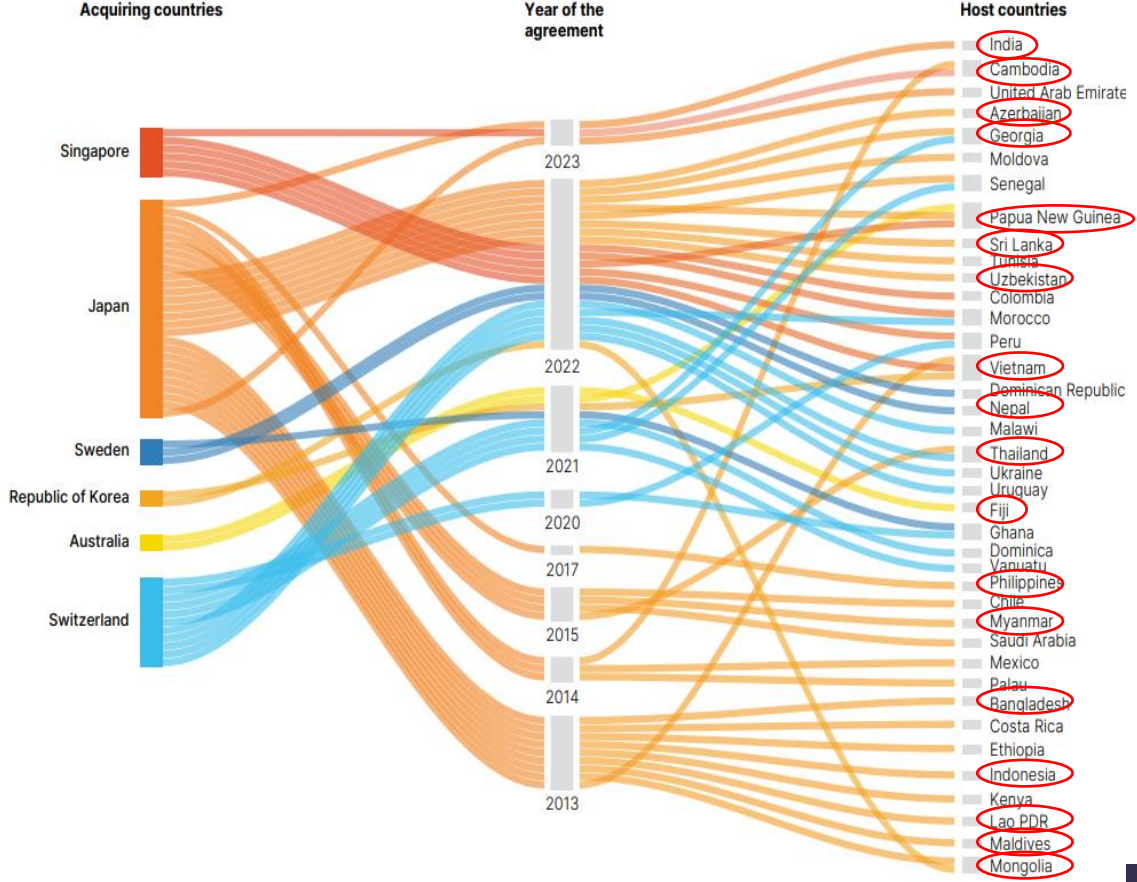 Acquiring countries
Year of the
agreement
Host countries
Singapore
Japan
Sweden
Republic of Korea
Australia
Switzerland
2023
2022
2021
2020
2017
2015
2014
2013
India
Cambodia
United Arab Emirate
Azerbaijan
Georgia
Moldova
Senegal
Papua New Guinea
Sri Lanka
Tunisia
Uzbekistan
Colombia
Morocco
Peru
Vietnam
Dominican Republic
Nepal
Malawi
Thailand
Ukraine
Uruguay
Fiji
Ghana
Dominica
Vanuatu
Philippines
Chile
Myanmar
Saudi Arabia
Mexico
Palau
Bangladesh
Costa Rica
Ethiopia
Indonesia
Kenya
Lao PDR
Maldives
Mongolia